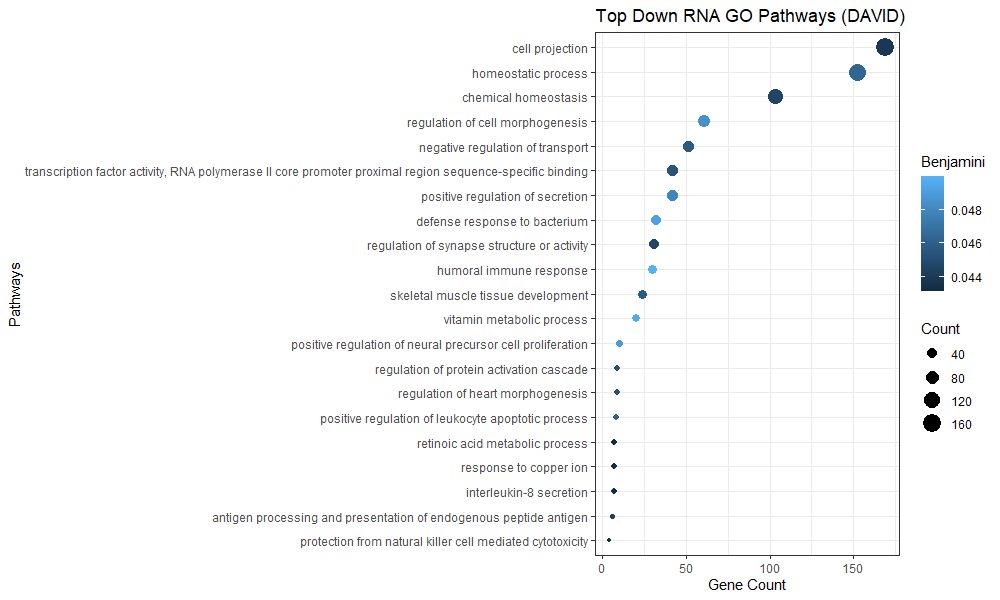 Top Down RNA GO Pathways (DAVID)
Pathways
cell projection
homeostatic process
chemical homeostasis
regulation of cell morphogenesis
negative regulation of transport
transcription factor activity, RNA polymerase II core promoter proximal region sequence-specific binding
positive regulation of secretion
defense response to bacterium
regulation of synapse structure or activity
humoral immune response
skeletal muscle tissue development
vitamin metabolic process
positive regulation of neural precursor cell proliferation
regulation of protein activation cascade
regulation of heart morphogenesis
positive regulation of leukocyte apoptotic process
retinoic acid metabolic process
response to copper ion
interleukin-8 secretion
antigen processing and presentation of endogenous peptide antigen
protection from natural killer cell mediated cytotoxicity
0 50 100 150
Gene Count
Benjamini
0.048
0.046
0.044
Count
40
80
120
160